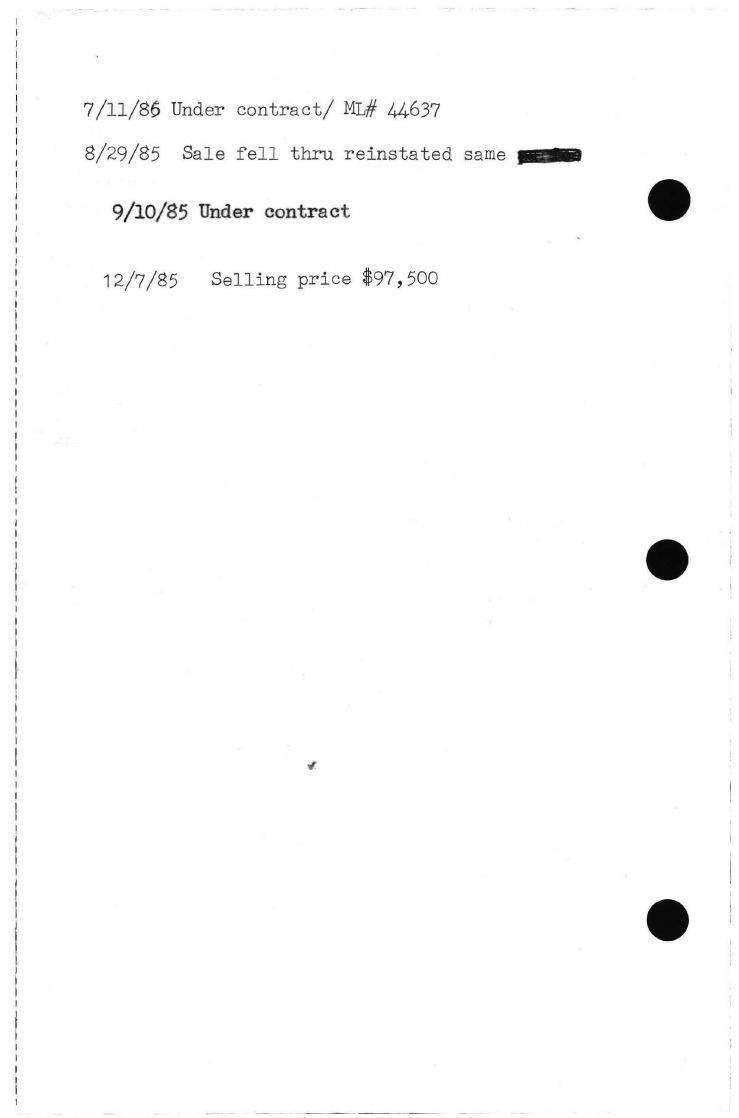 7/11/86 Under contract/ ML# 44637
8/29/85 Sale fell thru reinstated same
9/10/85 Under contract
12/7/85 Selling price $97,500